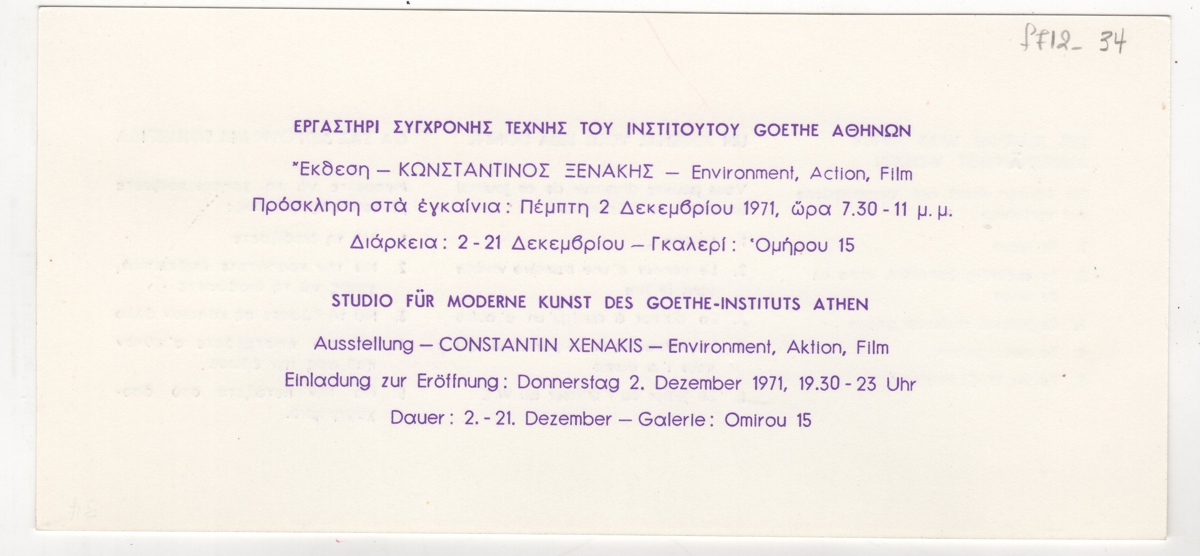 ΕΡΓΑΣΤΗΡΙ ΣΥΓΧΡΟΝΗΣ ΤΕΧΝΗΣ ΤΟΥ ΙΝΣΤΙΤΟΥΤΟΥ GOETHE ΑΘΗΝΩΝ
Ἔκθεση – ΚΩΝΣΤΑΝΤΙΝΟΣ ΞΕΝΑΚΗΣ – Environment, Action, Film
Πρόσκληση στὰ ἐγκαίνια: Πέμπτη 2 Δεκεμβρίου 1971, ὥρα 7.30 - 11 μ. μ.
Διάρκεια: 2 - 21 Δεκεμβρίου – Γκαλερί: Ὁμήρου 15
STUDIO FÜR MODERNE KUNST DES GOETHE-INSTITUTS ATHEN
Ausstellung – CONSTANTIN XENAKIS – Environment, Aktion, Film
Einladung zur Eröffnung: Donnerstag 2. Dezember 1971, 19.30 - 23 Uhr
Dauer: 2. - 21. Dezember – Galerie: Omirou 15